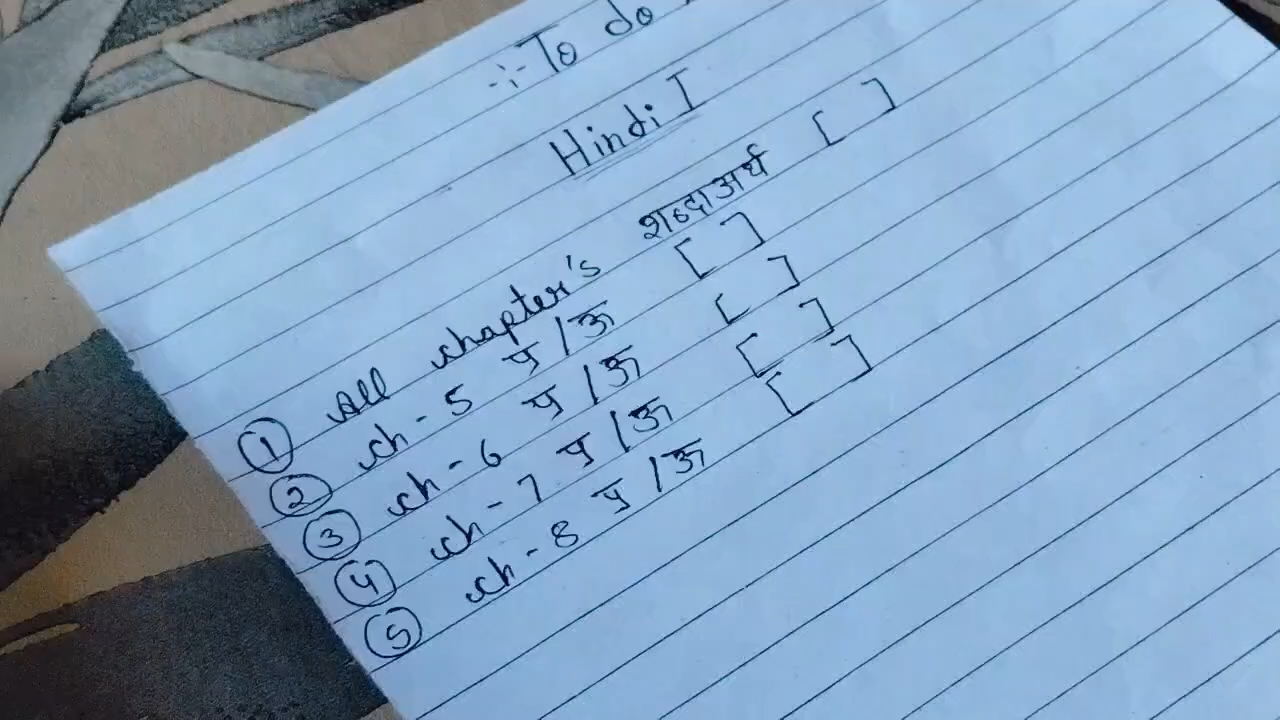 -:- To do
Hindi I
① All chapter's शब्दाअर्थ [ ]
② ch - 5 प्र / ऊ [ ]
③ ch - 6 प्र / ऊ [ ]
④ ch - 7 प्र / ऊ [ ]
⑤ ch - 8 प्र / ऊ [ ]